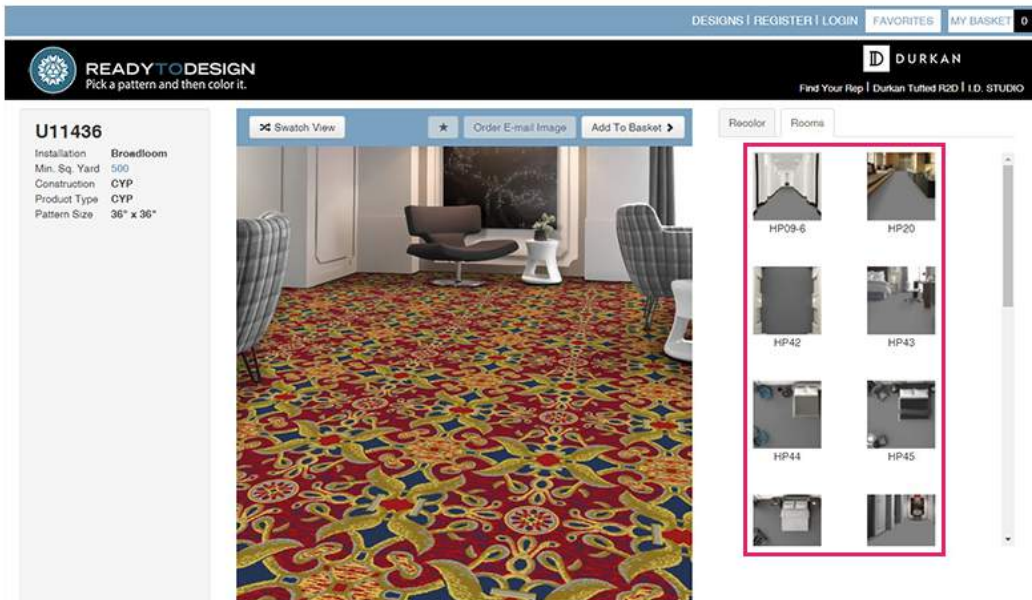 DESIGNS | REGISTER | LOGIN FAVORITES MY BASKET 0
READYTODESIGN
Pick a pattern and then color it.
D DURKAN
Find Your Rep | Durkan Tufted R2D | I.D. STUDIO
U11436
Installation Broadloom
Min. Sq. Yard 500
Construction CYP
Product Type CYP
Pattern Size 36" x 36"
Swatch View
Order E-mail Image
Add To Basket
Recolor Rooms
HP09-6 HP20
HP42 HP43
HP44 HP45